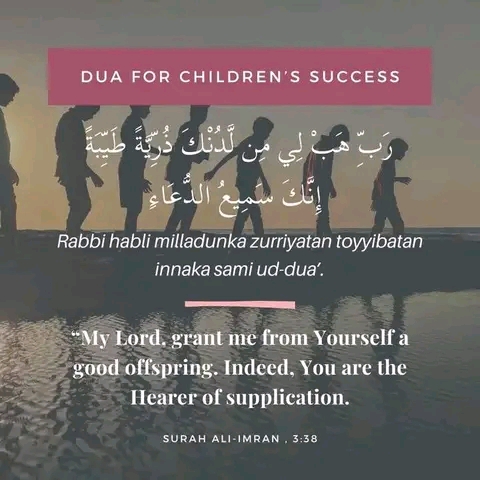 DUA FOR CHILDREN'S SUCCESS
رَبِّ هَبْ لِي مِن لَّدُنْكَ ذُرِّيَّةً طَيِّبَةً
إِنَّكَ سَمِيعُ الدُّعَاءِ
Rabbi habli milladunka zurriyatan toyyibatan
innaka sami ud-dua’.
“My Lord, grant me from Yourself a
good offspring. Indeed, You are the
Hearer of supplication.
SURAH ALI-IMRAN , 3:38